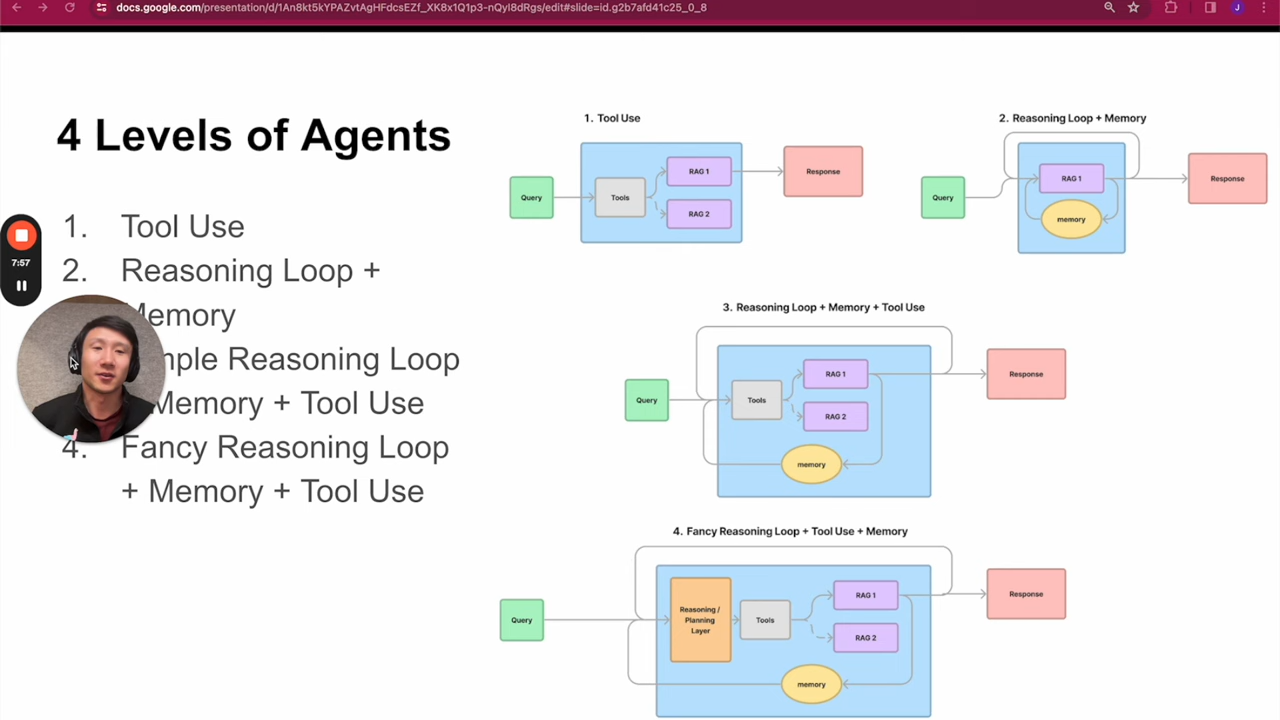 docs.google.com/presentation/d/1An8kt5kYPAZvtAgHFdcsEZf_XK8x1Q1p3-nQyI8dRgs/edit#slide=id.g2b7afd41c25_0_8
J
4 Levels of Agents
1. Tool Use
2. Reasoning Loop +
Memory
Reasoning Loop
Memory + Tool Use
4. Fancy Reasoning Loop
+ Memory + Tool Use
7:57
1. Tool Use
Query
Tools
RAG 1
RAG 2
Response
2. Reasoning Loop + Memory
Query
RAG 1
memory
Response
3. Reasoning Loop + Memory + Tool Use
Query
Tools
RAG 1
RAG 2
memory
Response
4. Fancy Reasoning Loop + Tool Use + Memory
Query
Reasoning /
Planning
Layer
Tools
RAG 1
RAG 2
memory
Response